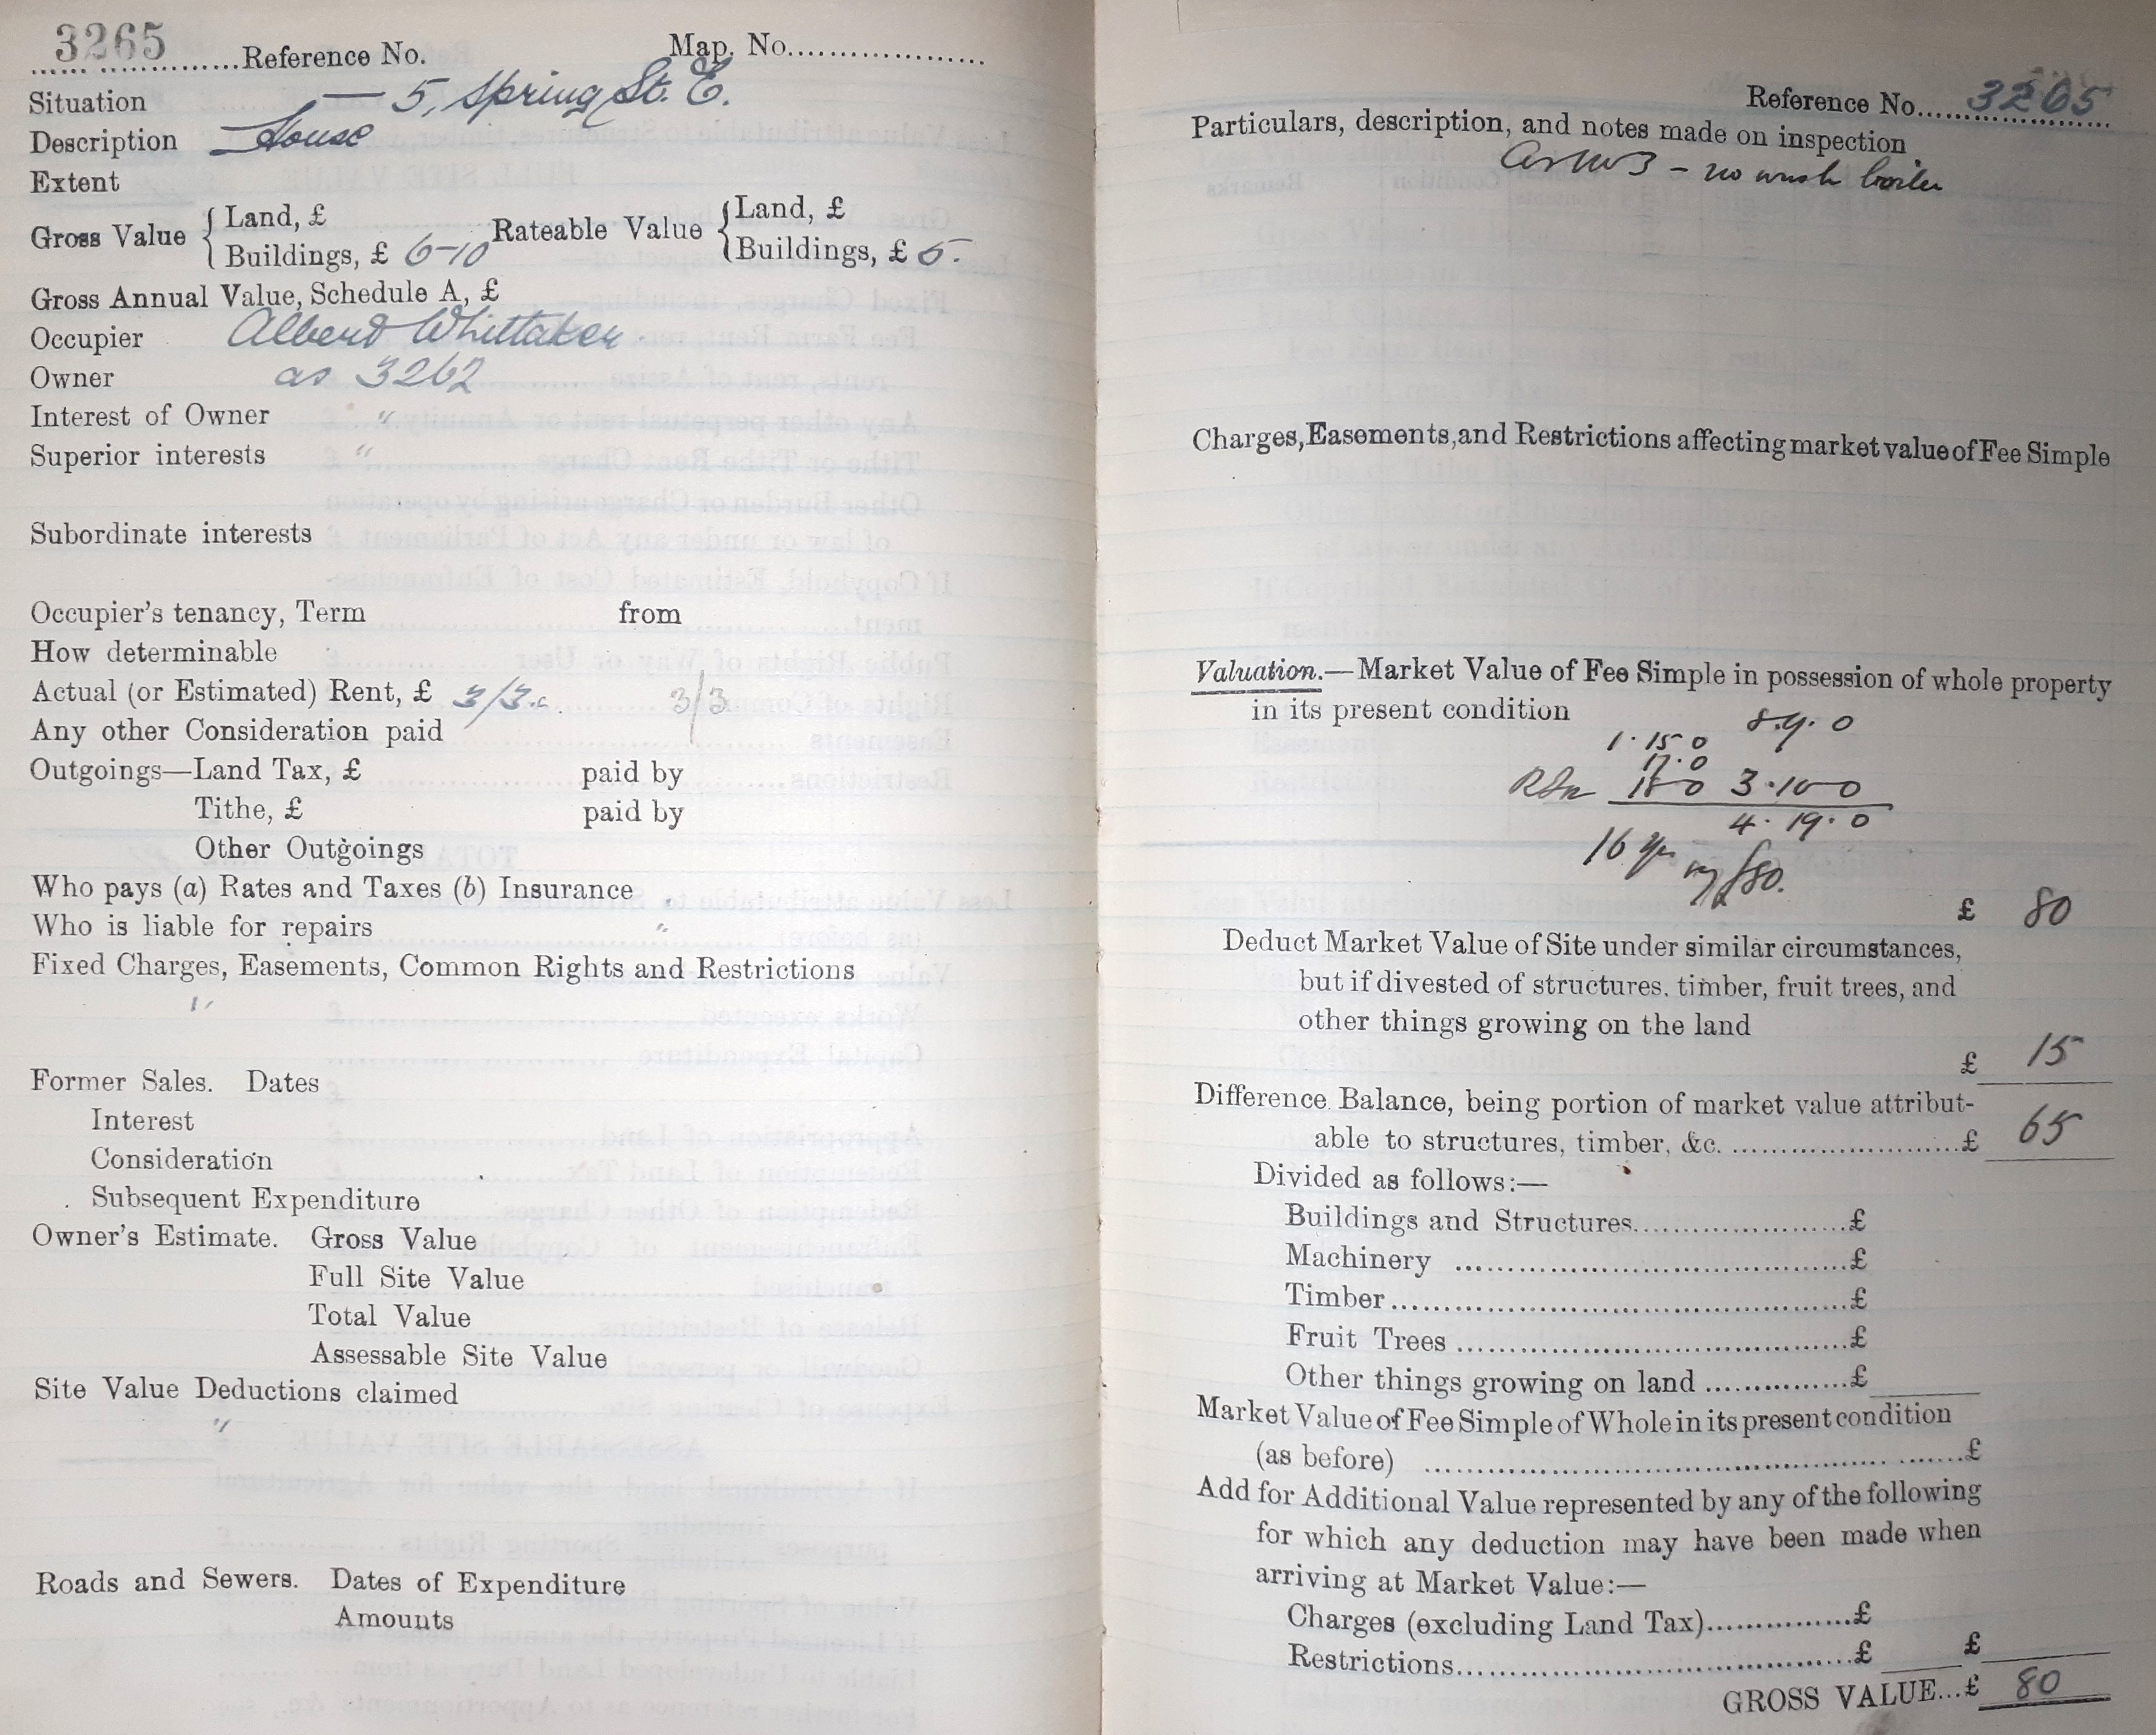 3265 Reference No. Map. No.
Situation — 5, Spring St. E.
Description House
Extent
Gross Value { Land, £
Buildings, £ 6-10
Rateable Value { Land, £
Buildings, £ 5.
Gross Annual Value, Schedule A, £
Occupier Albert Whittaker
Owner as 3262
Interest of Owner "
Superior interests "
Subordinate interests
Occupier's tenancy, Term from
How determinable
Actual (or Estimated) Rent, £ 3/3 3/3
Any other Consideration paid
Outgoings—Land Tax, £ paid by
Tithe, £ paid by
Other Outgoings
Who pays (a) Rates and Taxes (b) Insurance "
Who is liable for repairs "
Fixed Charges, Easements, Common Rights and Restrictions
"
Former Sales. Dates
Interest
Consideration
Subsequent Expenditure
Owner's Estimate. Gross Value
Full Site Value
Total Value
Assessable Site Value
Site Value Deductions claimed
"
Roads and Sewers. Dates of Expenditure
Amounts
Reference No. 3265
Particulars, description, and notes made on inspection
as - no wash boiler
Charges, Easements, and Restrictions affecting market value of Fee Simple
Valuation.—Market Value of Fee Simple in possession of whole property
in its present condition
8.9.0
1.15.0
17.0
18.0 3.10.0
4.19.0
16 yrs
£80.
£ 80
Deduct Market Value of Site under similar circumstances,
but if divested of structures, timber, fruit trees, and
other things growing on the land
£ 15
Difference Balance, being portion of market value attribut-
able to structures, timber, &c. £ 65
Divided as follows:—
Buildings and Structures £
Machinery £
Timber £
Fruit Trees £
Other things growing on land £
Market Value of Fee Simple of Whole in its present condition
(as before) £
Add for Additional Value represented by any of the following
for which any deduction may have been made when
arriving at Market Value:—
Charges (excluding Land Tax) £
Restrictions £ £
GROSS VALUE...£ 80